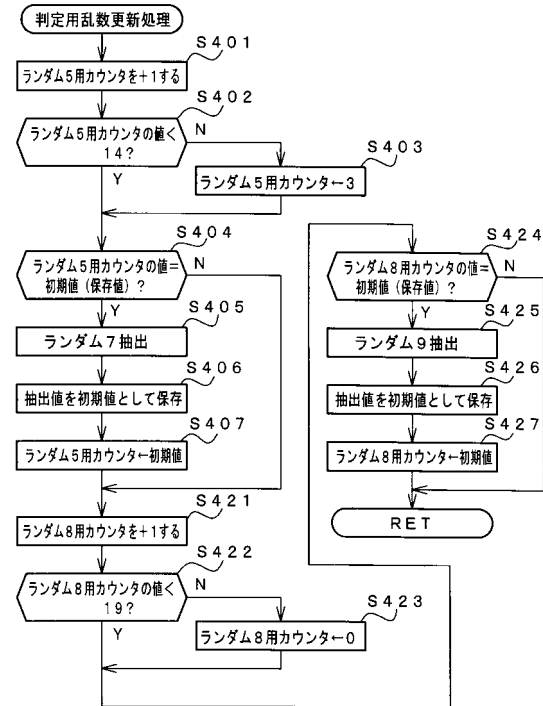 判定用乱数更新処理
S401
ランダム5用カウンタを+1する
S402
ランダム5用カウンタの値<
14?
N
Y
S403
ランダム5用カウンタ←3
S404
ランダム5用カウンタの値=
初期値(保存値)?
N
Y
S405
ランダム7抽出
S406
抽出値を初期値として保存
S407
ランダム5用カウンタ←初期値
S421
ランダム8用カウンタを+1する
S422
ランダム8用カウンタの値<
19?
N
Y
S423
ランダム8用カウンタ←0
S424
ランダム8用カウンタの値=
初期値(保存値)?
N
Y
S425
ランダム9抽出
S426
抽出値を初期値として保存
S427
ランダム8用カウンタ←初期値
RET